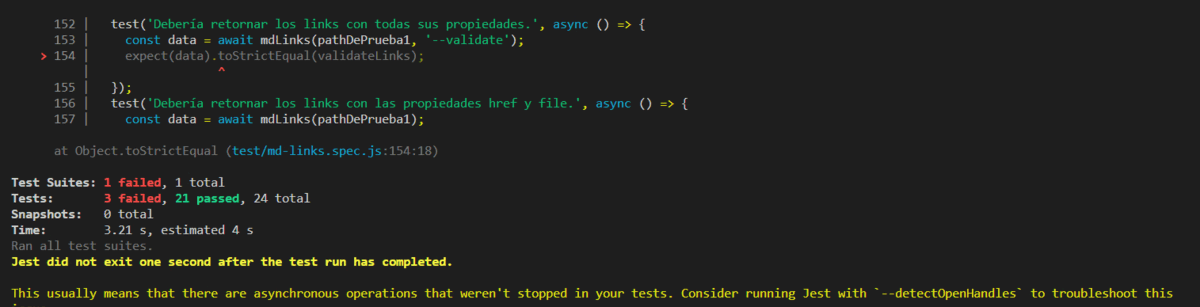 152 |   test('Debería retornar los links con todas sus propiedades.', async () => {
153 |     const data = await mdLinks(pathDePrueba1, '--validate');
> 154 |     expect(data).toStrictEqual(validateLinks);
|                  ^
155 |   });
156 |   test('Debería retornar los links con las propiedades href y file.', async () => {
157 |     const data = await mdLinks(pathDePrueba1);
at Object.toStrictEqual (test/md-links.spec.js:154:18)
Test Suites: 1 failed, 1 total
Tests:       3 failed, 21 passed, 24 total
Snapshots:   0 total
Time:        3.21 s, estimated 4 s
Ran all test suites.
Jest did not exit one second after the test run has completed.
This usually means that there are asynchronous operations that weren't stopped in your tests. Consider running Jest with `--detectOpenHandles` to troubleshoot this